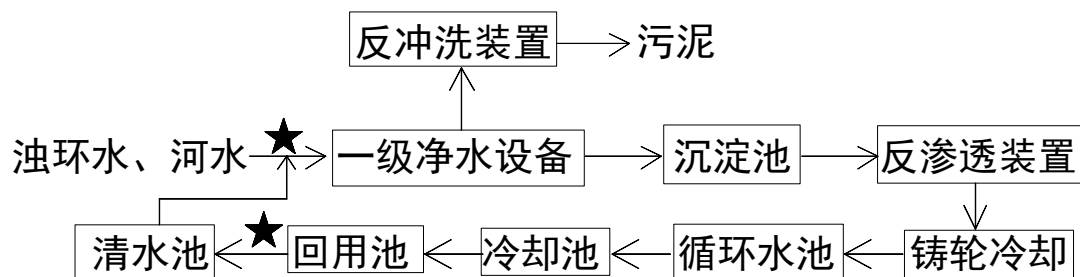 反冲洗装置
污泥
浊环水、河水
一级净水设备
沉淀池
反渗透装置
清水池
回用池
冷却池
循环水池
铸轮冷却